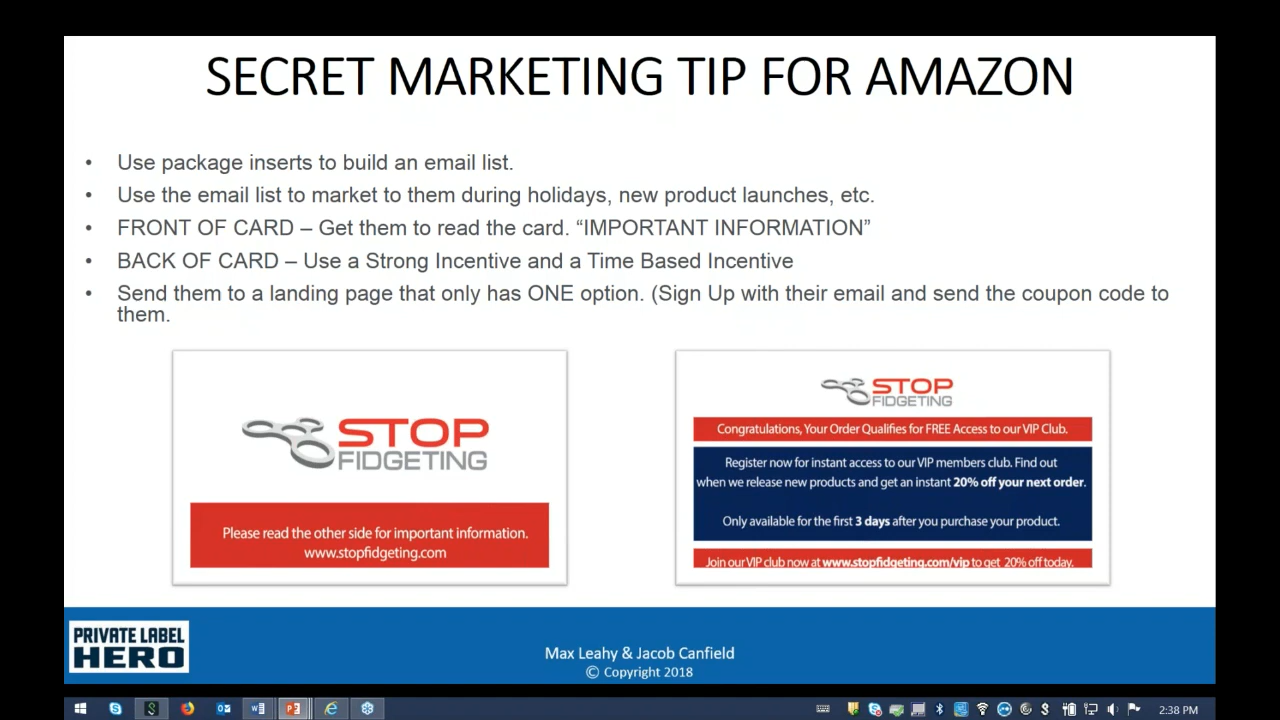 SECRET MARKETING TIP FOR AMAZON
• Use package inserts to build an email list.
• Use the email list to market to them during holidays, new product launches, etc.
• FRONT OF CARD – Get them to read the card. “IMPORTANT INFORMATION”
• BACK OF CARD – Use a Strong Incentive and a Time Based Incentive
• Send them to a landing page that only has ONE option. (Sign Up with their email and send the coupon code to
them.
STOP
FIDGETING
Please read the other side for important information.
www.stopfidgeting.com
STOP
FIDGETING
Congratulations, Your Order Qualifies for FREE Access to our VIP Club.
Register now for instant access to our VIP members club. Find out
when we release new products and get an instant 20% off your next order.
Only available for the first 3 days after you purchase your product.
Join our VIP club now at www.stopfidgeting.com/vip to get 20% off today.
PRIVATE LABEL
HERO
Max Leahy & Jacob Canfield
© Copyright 2018
2:38 PM